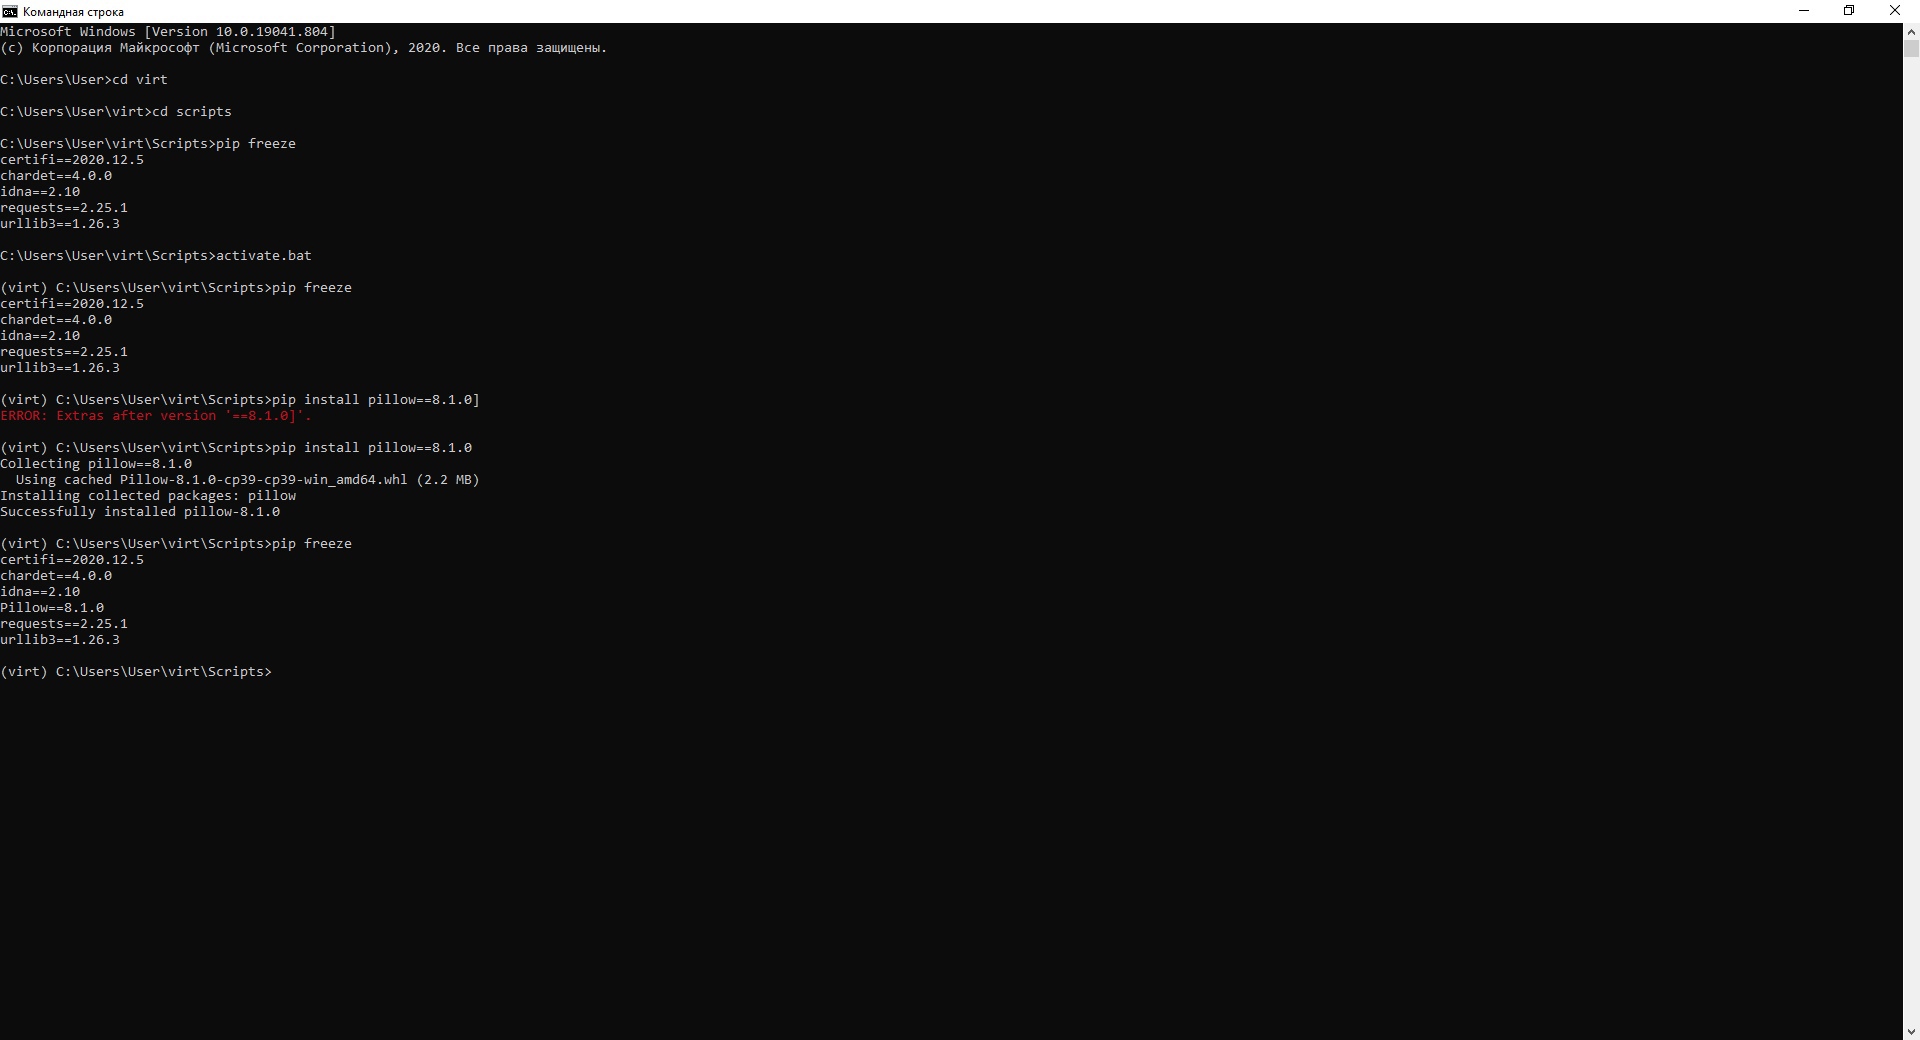 Командная строка
Microsoft Windows [Version 10.0.19041.804]
(c) Корпорация Майкрософт (Microsoft Corporation), 2020. Все права защищены.
C:\Users\User>cd virt
C:\Users\User\virt>cd scripts
C:\Users\User\virt\Scripts>pip freeze
certifi==2020.12.5
chardet==4.0.0
idna==2.10
requests==2.25.1
urllib3==1.26.3
C:\Users\User\virt\Scripts>activate.bat
(virt) C:\Users\User\virt\Scripts>pip freeze
certifi==2020.12.5
chardet==4.0.0
idna==2.10
requests==2.25.1
urllib3==1.26.3
(virt) C:\Users\User\virt\Scripts>pip install pillow==8.1.0]
ERROR: Extras after version '==8.1.0]'.
(virt) C:\Users\User\virt\Scripts>pip install pillow==8.1.0
Collecting pillow==8.1.0
  Using cached Pillow-8.1.0-cp39-cp39-win_amd64.whl (2.2 MB)
Installing collected packages: pillow
Successfully installed pillow-8.1.0
(virt) C:\Users\User\virt\Scripts>pip freeze
certifi==2020.12.5
chardet==4.0.0
idna==2.10
Pillow==8.1.0
requests==2.25.1
urllib3==1.26.3
(virt) C:\Users\User\virt\Scripts>